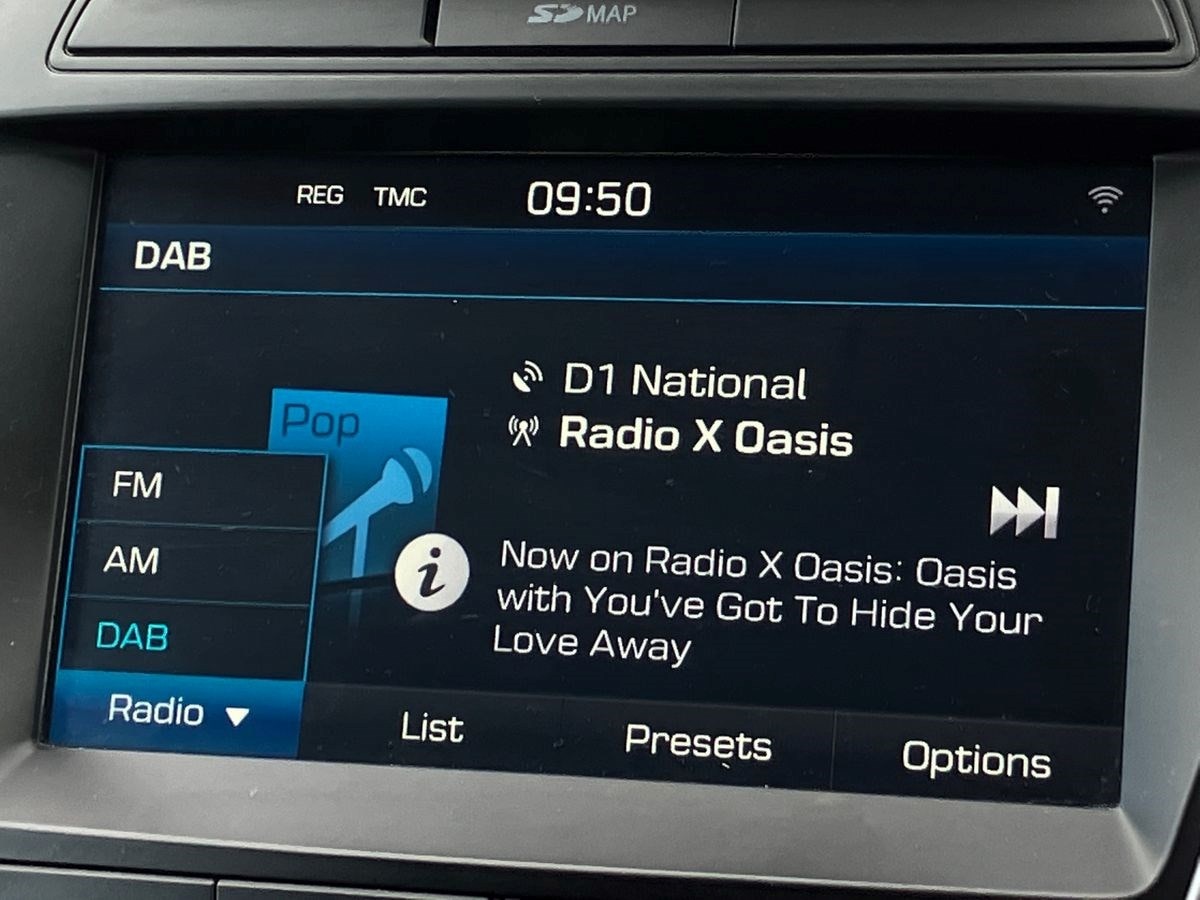 SD MAP
REG TMC 09:50
DAB
D1 National
Radio X Oasis
Pop
FM
AM
DAB
Now on Radio X Oasis: Oasis
with You've Got To Hide Your
Love Away
Radio
List
Presets
Options